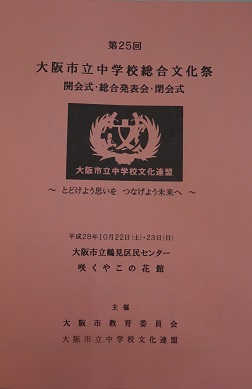 第25回
大阪市立中学校総合文化祭
開会式・総合発表会・閉会式
大阪市立中学校文化連盟
～ とどけよう思いを つなげよう未来へ ～
平成28年10月22日(土)・23日(日)
大阪市立鶴見区民センター
咲くやこの花館
主 催
大阪市教育委員会
大阪市立中学校文化連盟